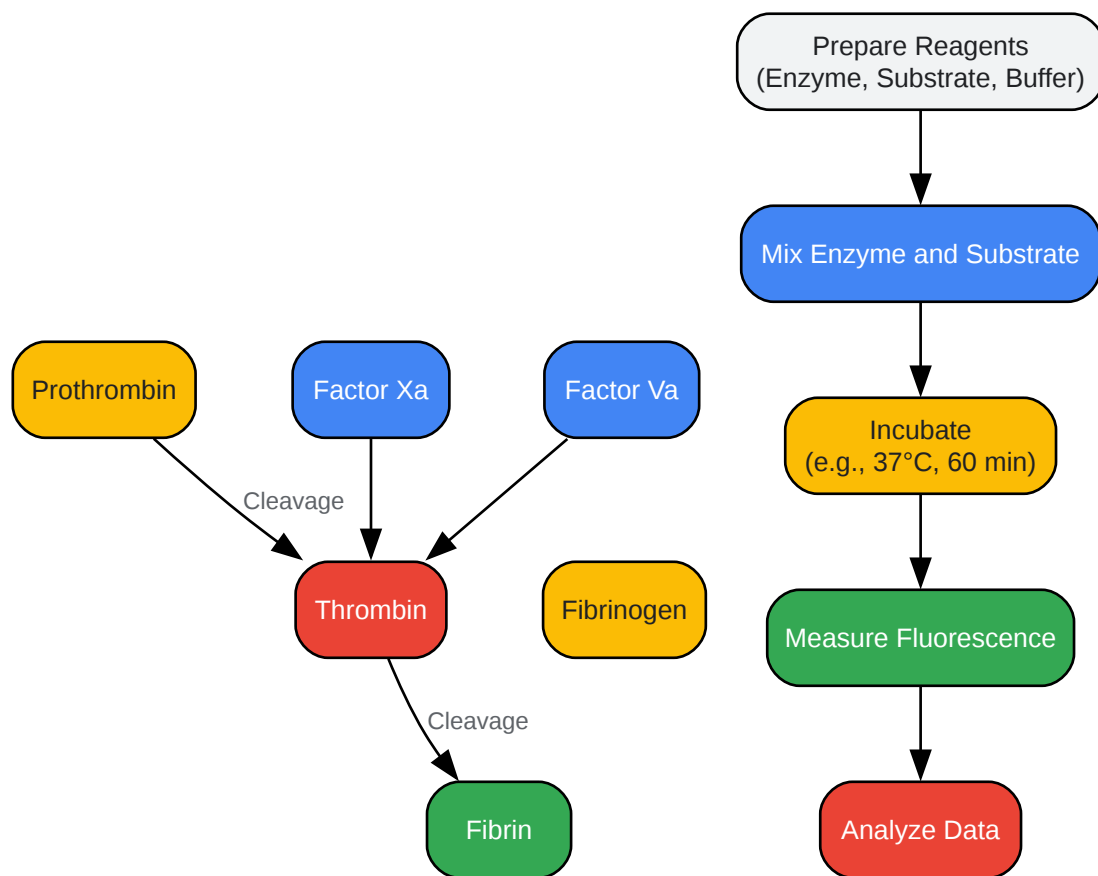 Prepare Reagents
(Enzyme, Substrate, Buffer)
Mix Enzyme and Substrate
Prothrombin
Factor Xa
Factor Va
Incubate
(e.g., 37°C, 60 min)
Cleavage
Thrombin
Fibrinogen
Measure Fluorescence
Cleavage
Fibrin
Analyze Data